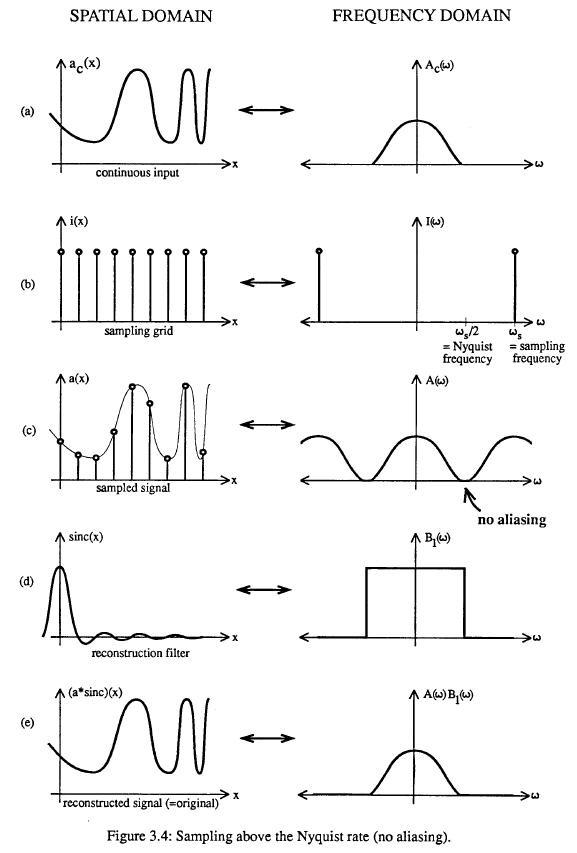 SPATIAL DOMAIN
FREQUENCY DOMAIN
(a)
a_c(x)
x
continuous input
A_c(ω)
ω
(b)
i(x)
x
sampling grid
I(ω)
ω_s/2
= Nyquist
frequency
ω_s
= sampling
frequency
ω
(c)
a(x)
x
sampled signal
A(ω)
ω
no aliasing
(d)
sinc(x)
x
reconstruction filter
B₁(ω)
ω
(e)
(a*sinc)(x)
x
reconstructed signal (=original)
A(ω)B₁(ω)
ω
Figure 3.4: Sampling above the Nyquist rate (no aliasing).